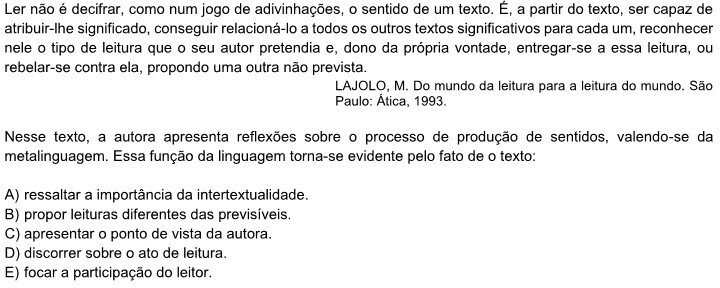 Ler não é decifrar, como num jogo de adivinhações, o sentido de um texto. É, a partir do texto, ser capaz de
atribuir-lhe significado, conseguir relacioná-lo a todos os outros textos significativos para cada um, reconhecer
nele o tipo de leitura que o seu autor pretendia e, dono da própria vontade, entregar-se a essa leitura, ou
rebelar-se contra ela, propondo uma outra não prevista.
LAJOLO, M. Do mundo da leitura para a leitura do mundo. São
Paulo: Ática, 1993.
Nesse texto, a autora apresenta reflexões sobre o processo de produção de sentidos, valendo-se da
metalinguagem. Essa função da linguagem torna-se evidente pelo fato de o texto:
A) ressaltar a importância da intertextualidade.
B) propor leituras diferentes das previsíveis.
C) apresentar o ponto de vista da autora.
D) discorrer sobre o ato de leitura.
E) focar a participação do leitor.